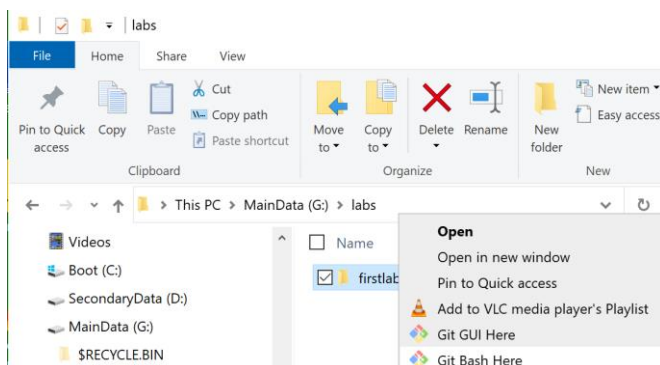 labs
File Home Share View
Pin to Quick access
Copy
Paste
Cut
Copy path
Paste shortcut
Move to
Copy to
Delete
Rename
New folder
New item
Easy access
Clipboard Organize New
This PC > MainData (G:) > labs
Videos
Boot (C:)
SecondaryData (D:)
MainData (G:)
$RECYCLE.BIN
Name
firstlab
Open
Open in new window
Pin to Quick access
Add to VLC media player's Playlist
Git GUI Here
Git Bash Here